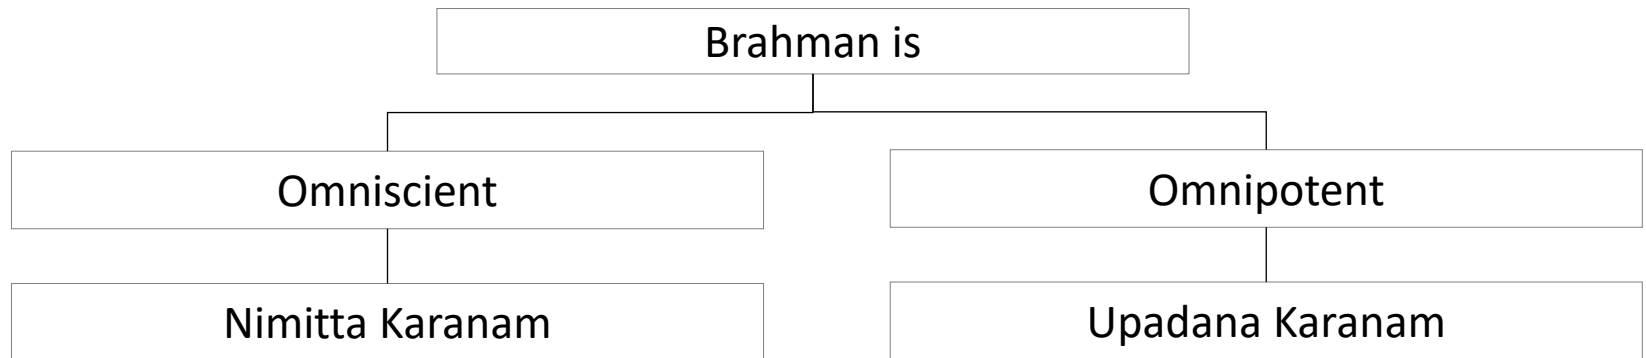 Brahman is
Omniscient
Omnipotent
Nimitta Karanam
Upadana Karanam